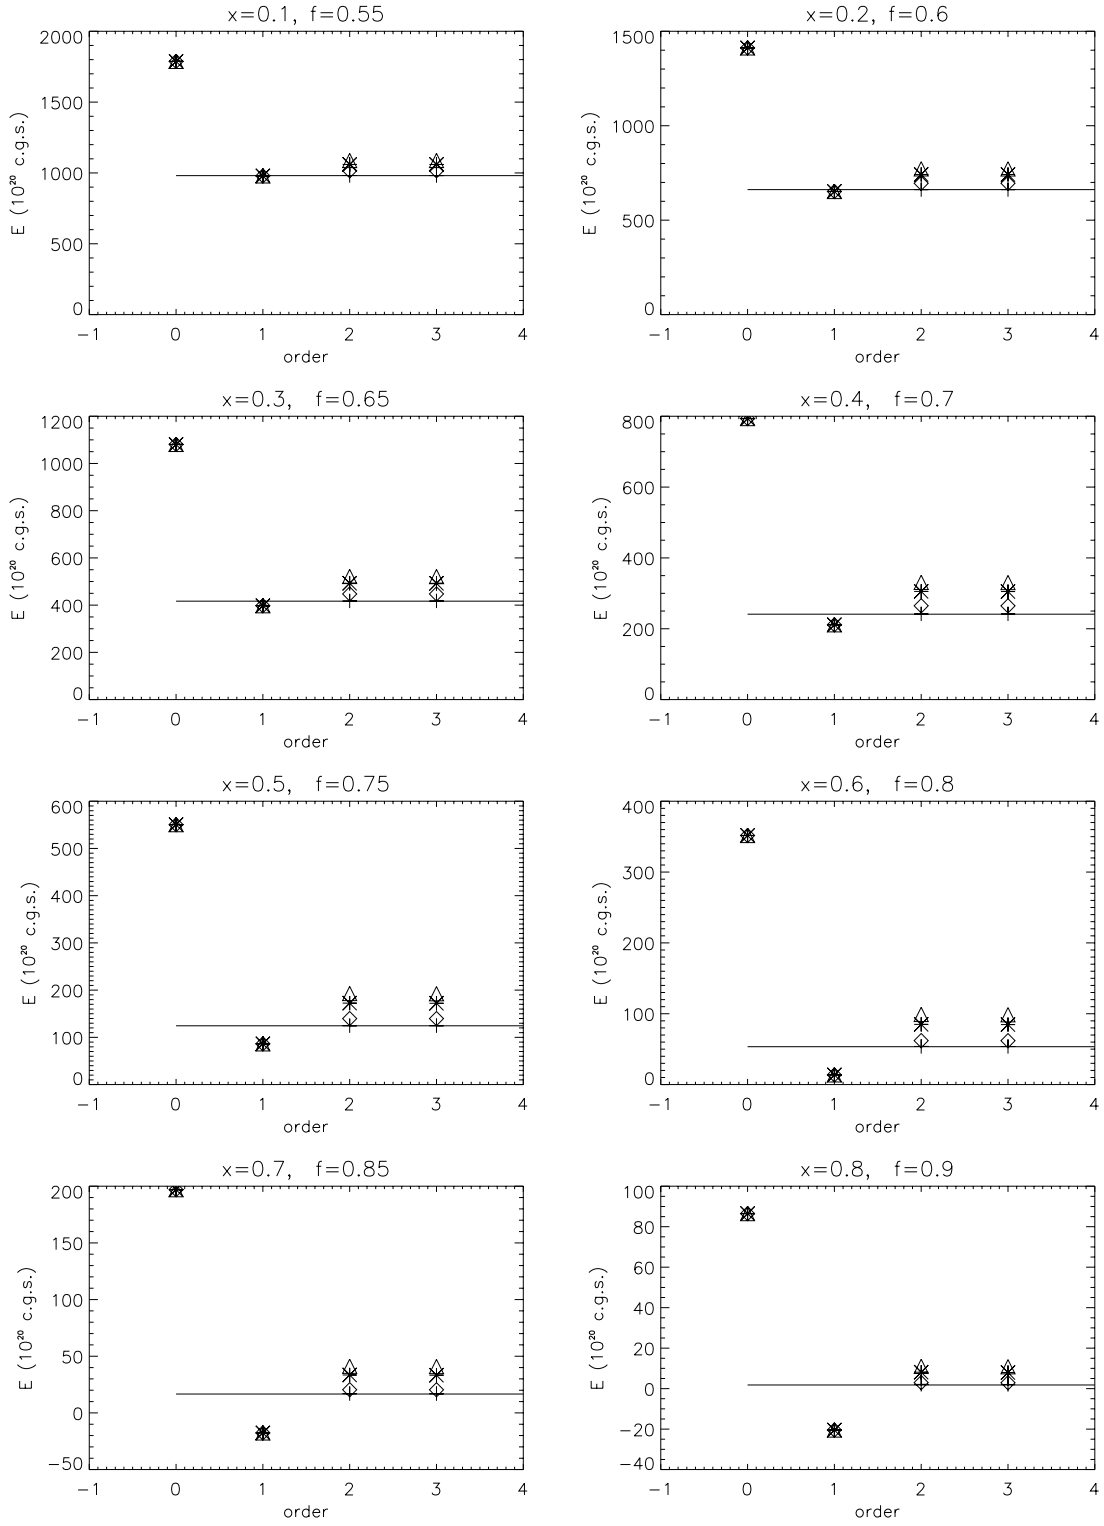 x=0.1, f=0.55
E (10²⁰ c.g.s.)
2000
1500
1000
500
0
−1 0 1 2 3 4
order
x=0.2, f=0.6
E (10²⁰ c.g.s.)
1500
1000
500
0
−1 0 1 2 3 4
order
x=0.3, f=0.65
E (10²⁰ c.g.s.)
1200
1000
800
600
400
200
0
−1 0 1 2 3 4
order
x=0.4, f=0.7
E (10²⁰ c.g.s.)
800
600
400
200
0
−1 0 1 2 3 4
order
x=0.5, f=0.75
E (10²⁰ c.g.s.)
600
500
400
300
200
100
0
−1 0 1 2 3 4
order
x=0.6, f=0.8
E (10²⁰ c.g.s.)
400
300
200
100
0
−1 0 1 2 3 4
order
x=0.7, f=0.85
E (10²⁰ c.g.s.)
200
150
100
50
0
−50
−1 0 1 2 3 4
order
x=0.8, f=0.9
E (10²⁰ c.g.s.)
100
80
60
40
20
0
−20
−40
−1 0 1 2 3 4
order